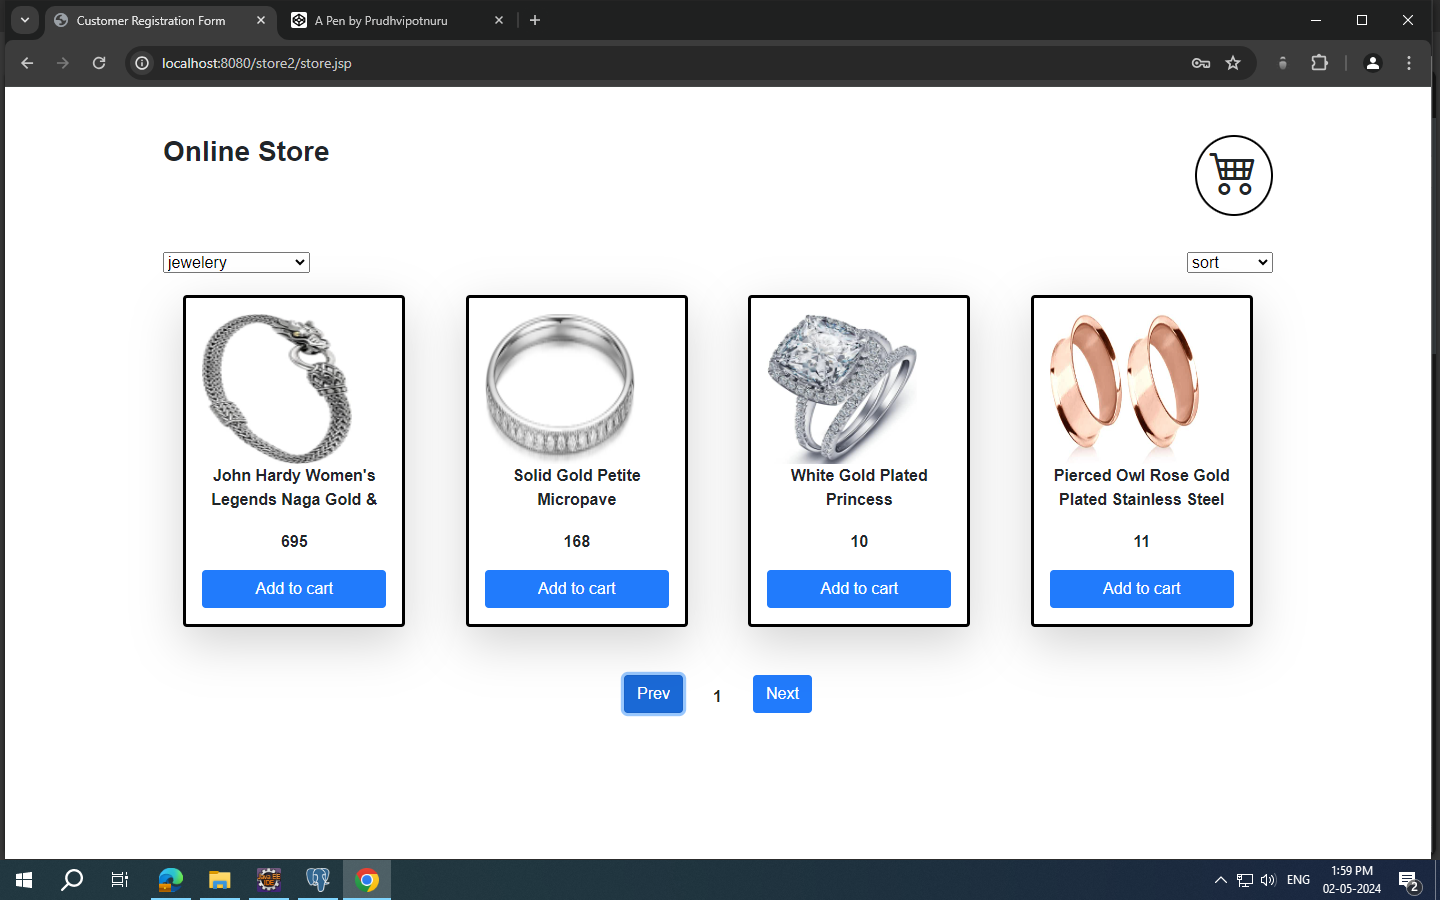 Customer Registration Form
A Pen by Prudhvipotnuru
localhost:8080/store2/store.jsp
Online Store
jewelery
sort
John Hardy Women's
Legends Naga Gold &
695
Add to cart
Solid Gold Petite
Micropave
168
Add to cart
White Gold Plated
Princess
10
Add to cart
Pierced Owl Rose Gold
Plated Stainless Steel
11
Add to cart
Prev
1
Next
Java EE
IDE
ENG
1:59 PM
02-05-2024
2